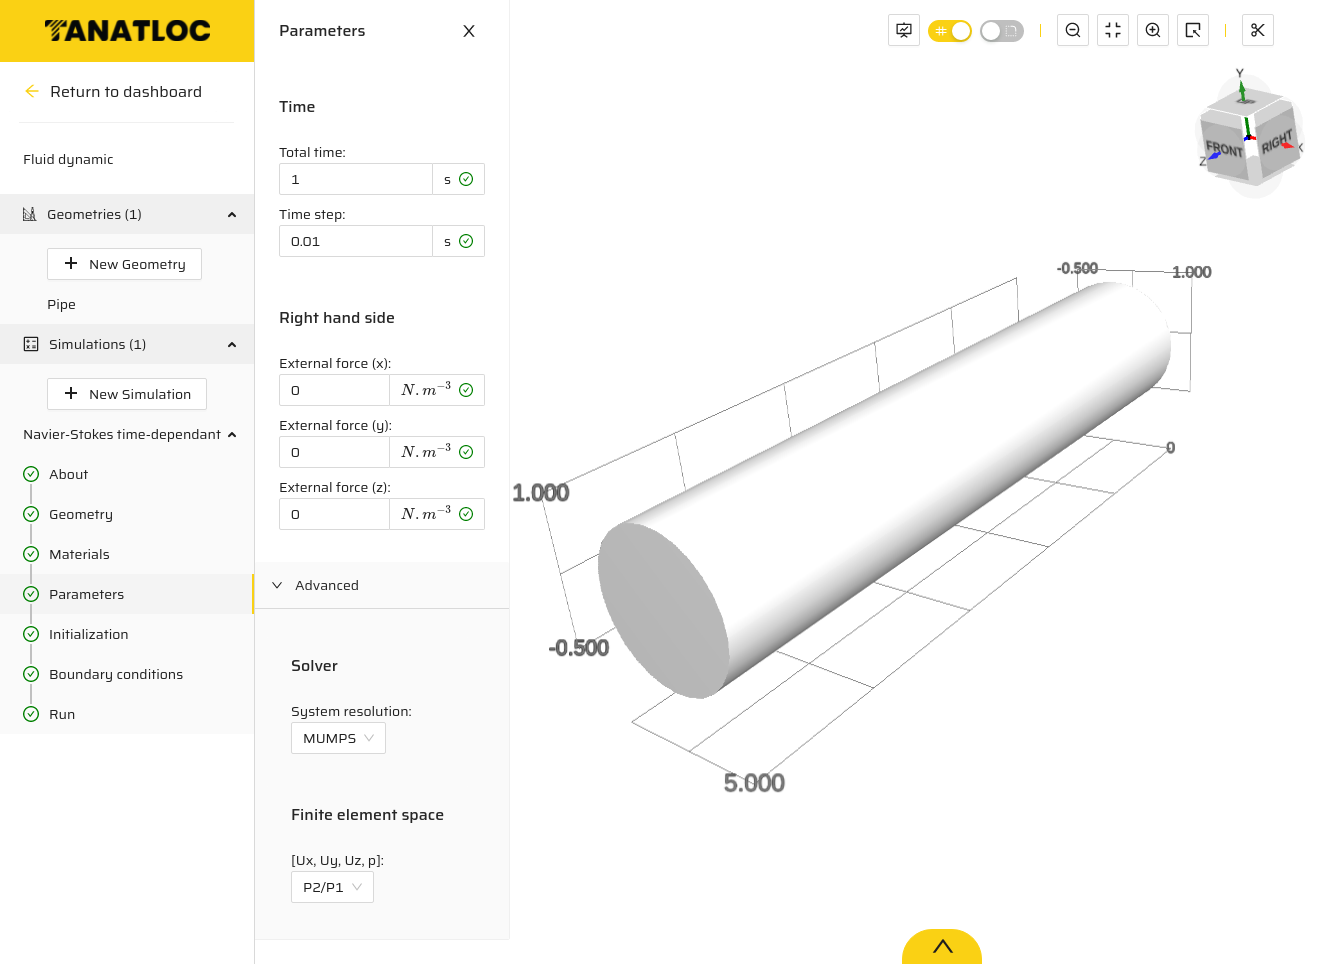 TANATLOC
Return to dashboard
Fluid dynamic
Geometries (1)
New Geometry
Pipe
Simulations (1)
New Simulation
Navier-Stokes time-dependant
About
Geometry
Materials
Parameters
Initialization
Boundary conditions
Run
Parameters
Time
Total time:
1 s
Time step:
0.01 s
Right hand side
External force (x):
0 N.m⁻³
External force (y):
0 N.m⁻³
External force (z):
0 N.m⁻³
Advanced
Solver
System resolution:
MUMPS
Finite element space
[Ux, Uy, Uz, p]:
P2/P1
Y
FRONT
RIGHT
Z
X
-0.500
1.000
1.000
0
-0.500
5.000